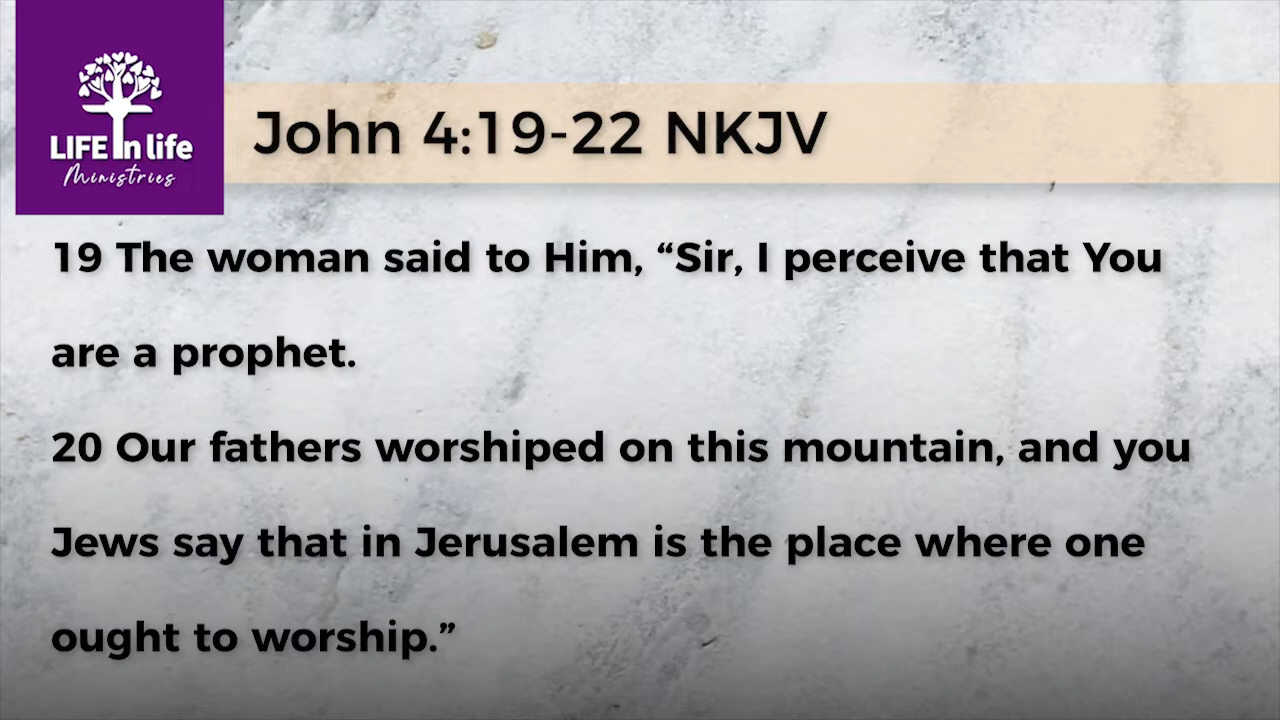 LIFE In life
Ministries
John 4:19-22 NKJV
19 The woman said to Him, “Sir, I perceive that You
are a prophet.
20 Our fathers worshiped on this mountain, and you
Jews say that in Jerusalem is the place where one
ought to worship.”